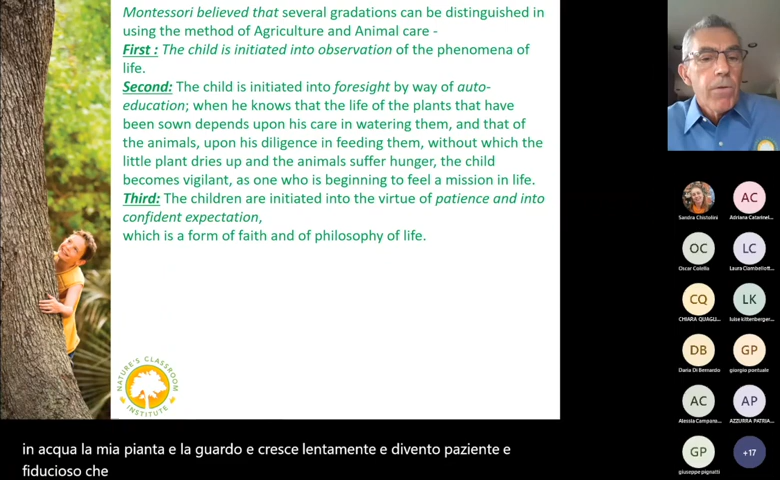 Montessori believed that several gradations can be distinguished in
using the method of Agriculture and Animal care -
First : The child is initiated into observation of the phenomena of
life.
Second: The child is initiated into foresight by way of auto-
education; when he knows that the life of the plants that have
been sown depends upon his care in watering them, and that of
the animals, upon his diligence in feeding them, without which the
little plant dries up and the animals suffer hunger, the child
becomes vigilant, as one who is beginning to feel a mission in life.
Third: The children are initiated into the virtue of patience and into
confident expectation,
which is a form of faith and of philosophy of life.
NATURE'S CLASSROOM
INSTITUTE
AC
Sandra Chistolini
Adriana Catarinel...
OC
LC
Oscar Colollu
Laura Ciambellott...
CQ
LK
CHIARA QUAGLI...
luise kittenberger...
DB
GP
Daria Di Bernardo
giorgio pontuale
AC
AP
Alessia Campana...
AZZURRA PATRIA...
GP
+17
giuseppe pignatti
in acqua la mia pianta e la guardo e cresce lentamente e divento paziente e
fiducioso che